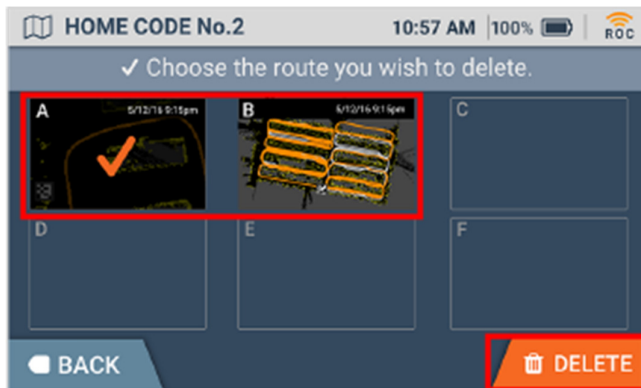 HOME CODE No.2 10:57 AM 100% ROC
✓ Choose the route you wish to delete.
A 5/12/16 9:15pm B 5/12/16 9:15pm C
D E F
BACK DELETE